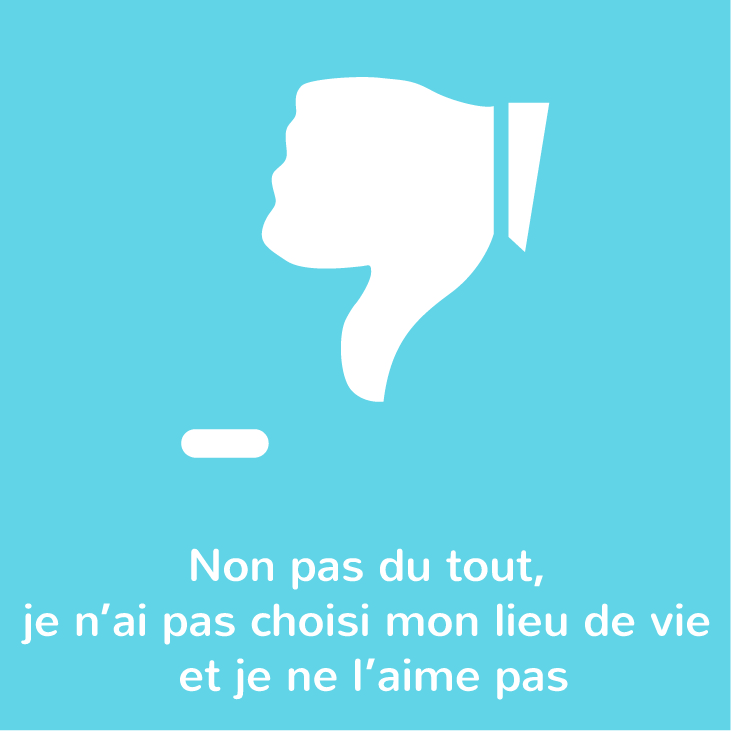 Non pas du tout,
je n’ai pas choisi mon lieu de vie
et je ne l’aime pas